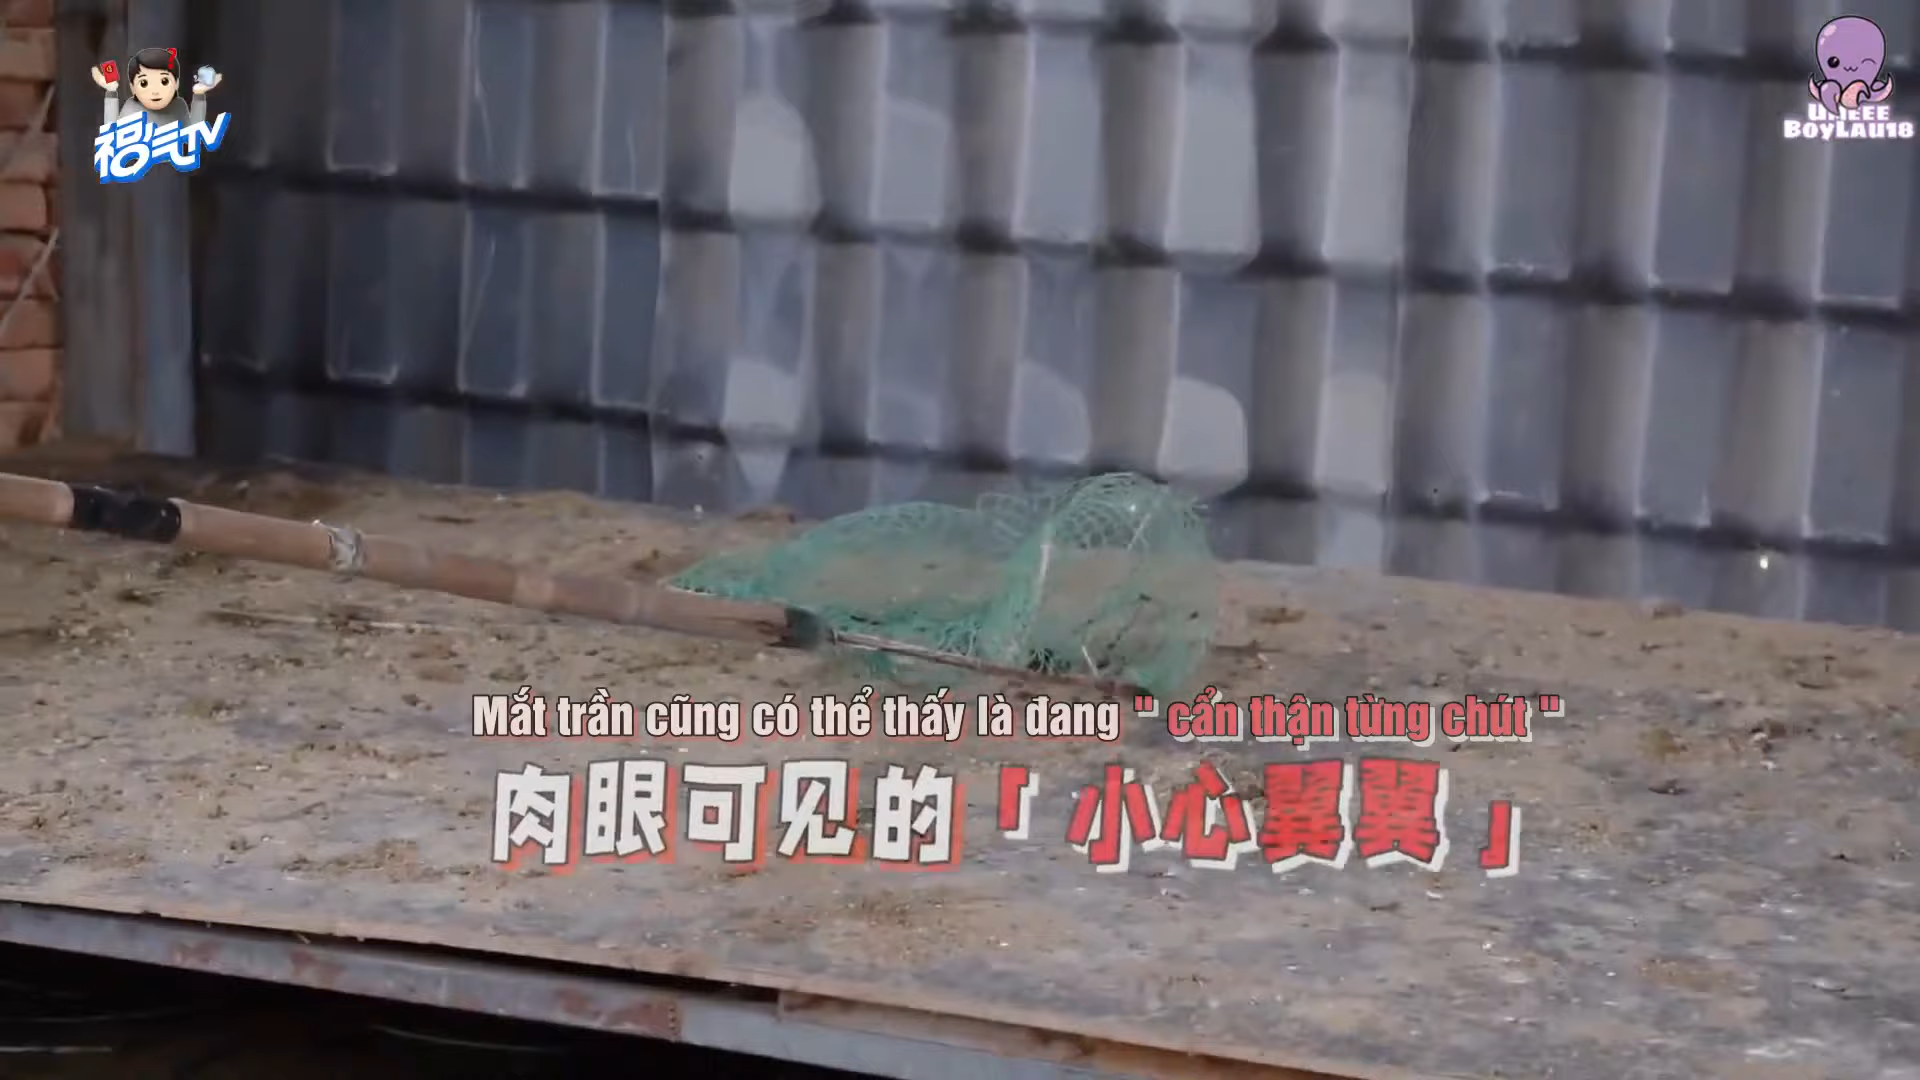 福气TV
BOYLAU18
Mắt trần cũng có thể thấy là đang " cẩn thận từng chút "
肉眼可见的「小心翼翼」